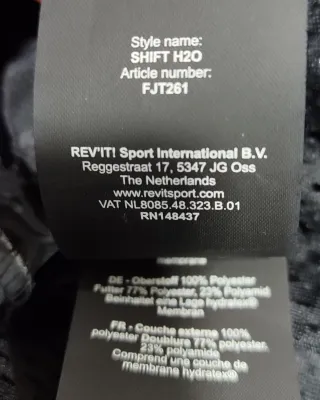 Style name:
SHIFT H2O
Article number:
FJT261
REV'IT! Sport International B.V.
Reggestraat 17, 5347 JG Oss
The Netherlands
www.revitsport.com
VAT NL8085.48.323.B.01
RN148437
membrane
DE - Oberstoff 100% Polyester
Futter 77% Polyester, 23% Polyamid
Beinhaltet eine Lage hydratex®
Membran
FR - Couche externe 100%
polyester Doublure 77% polyester,
23% polyamide
Comprend une couche de
membrane hydratex®